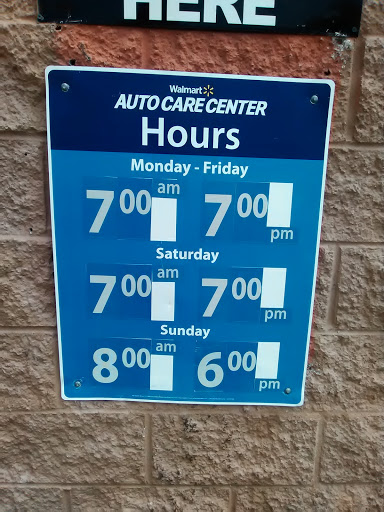 HERE
Walmart
AUTO CARE CENTER
Hours
Monday - Friday
7 00 am 7 00 pm
Saturday
7 00 am 7 00 pm
Sunday
8 00 am 6 00 pm